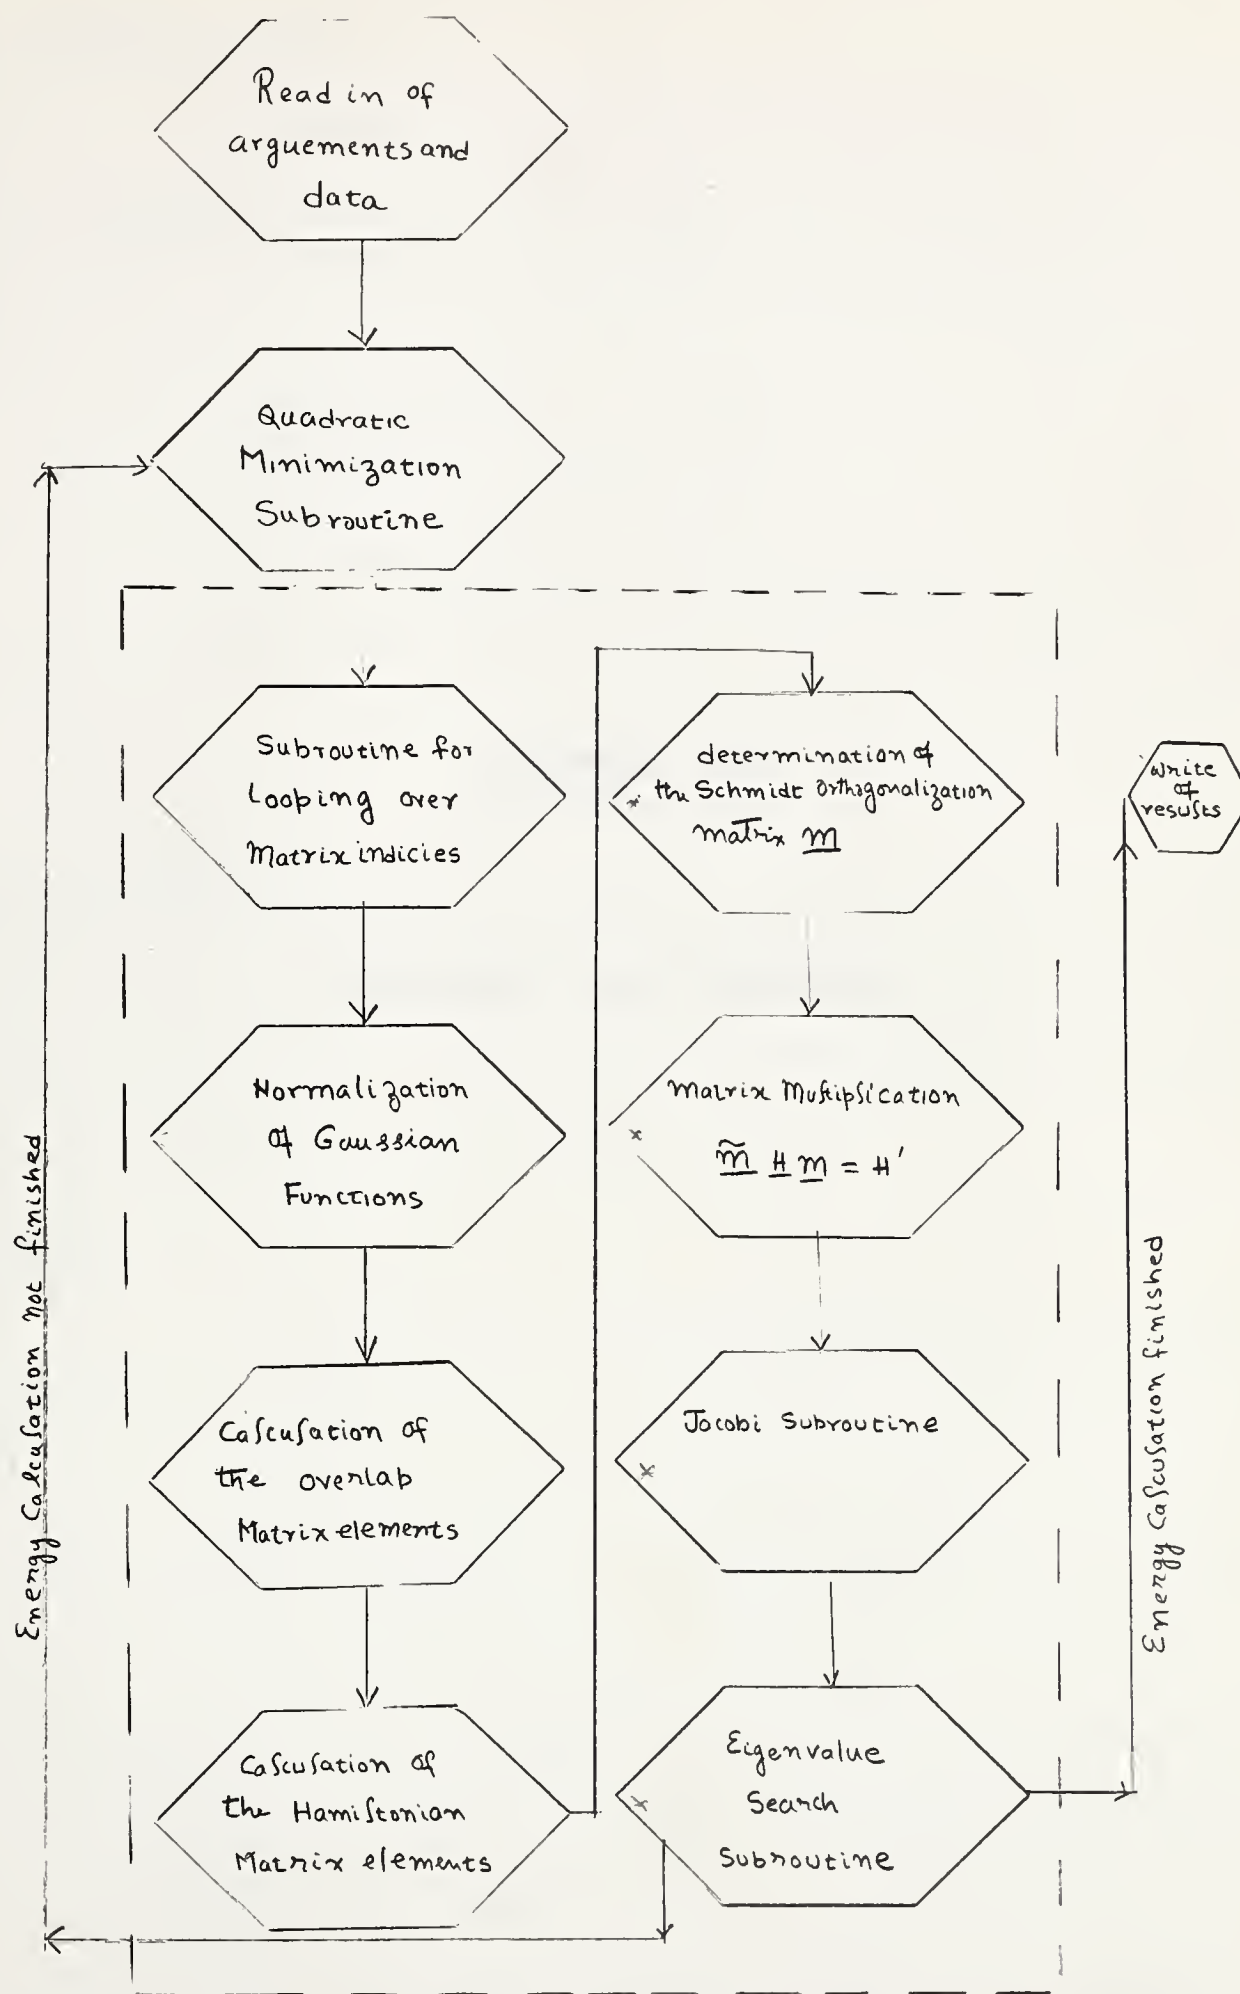 Read in of
arguements and
data
Quadratic
Minimization
Subroutine
Subroutine for
Looping over
Matrix indicies
Normalization
of Gaussian
Functions
Calculation of
the overlap
Matrix elements
Calculation of
the Hamiltonian
Matrix elements
determination of
the Schmidt Orthogonalization
matrix m
Matrix Multiplication
m̃ H m = H'
Jacobi Subroutine
Eigenvalue
Search
Subroutine
write
of
results
Energy Calculation not finished
Energy Calculation finished